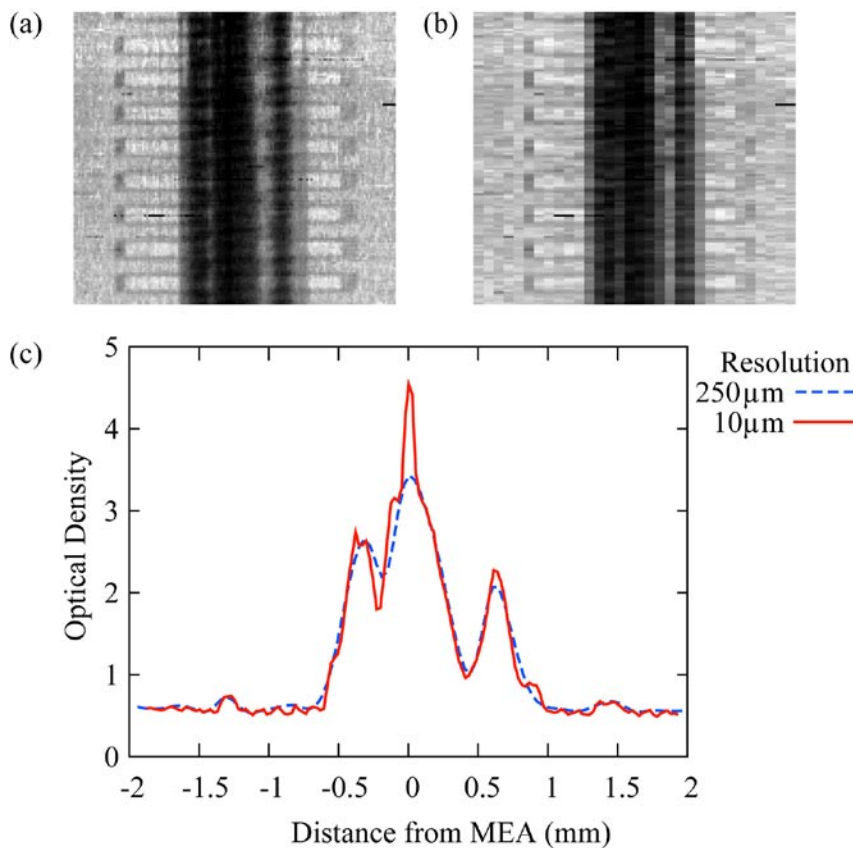 (a)
(b)
(c)
5
4
3
2
1
0
Optical Density
-2 -1.5 -1 -0.5 0 0.5 1 1.5 2
Distance from MEA (mm)
Resolution
250µm
10µm